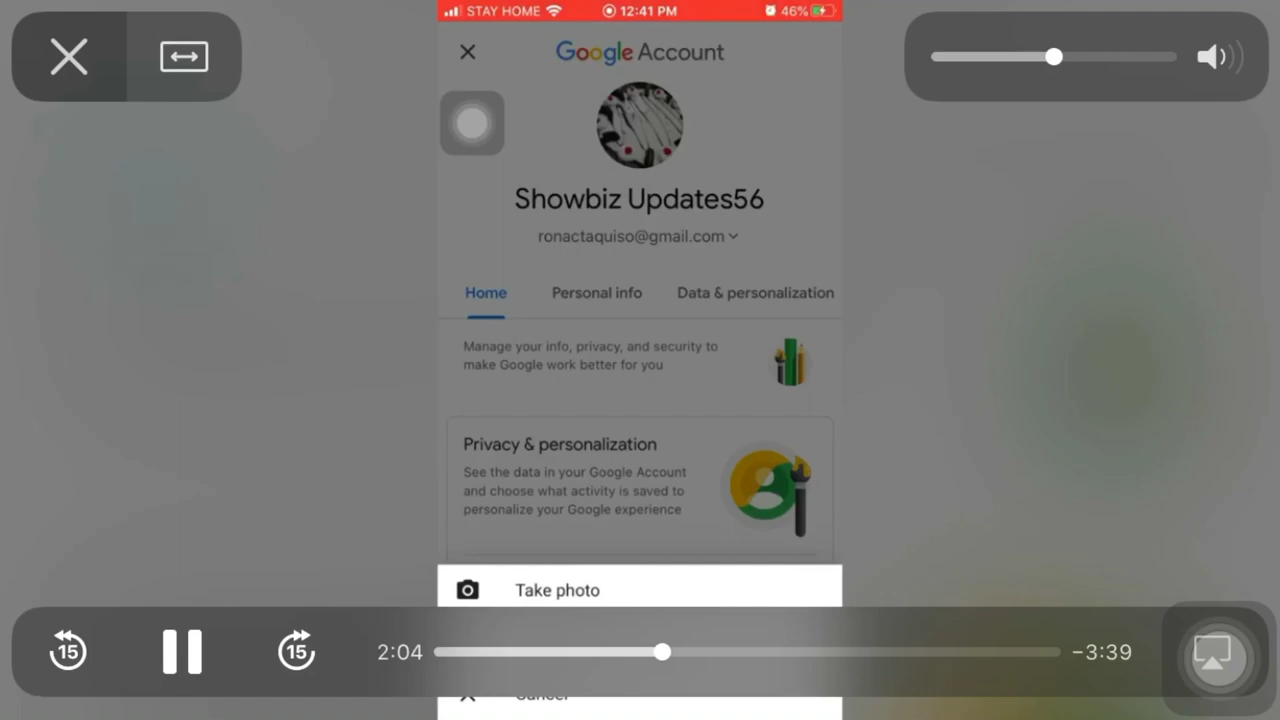 STAY HOME 12:41 PM 46%
Google Account
Showbiz Updates56
ronactaquiso@gmail.com
Home Personal info Data & personalization
Manage your info, privacy, and security to
make Google work better for you
Privacy & personalization
See the data in your Google Account
and choose what activity is saved to
personalize your Google experience
Take photo
15 15 2:04 -3:39
Cancel